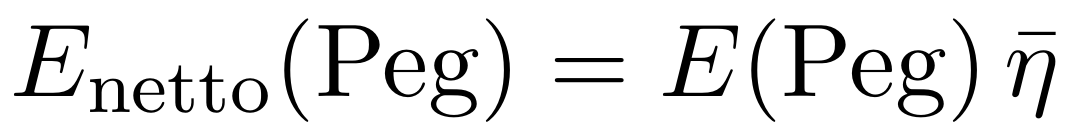 E_netto(Peg) = E(Peg) η̄